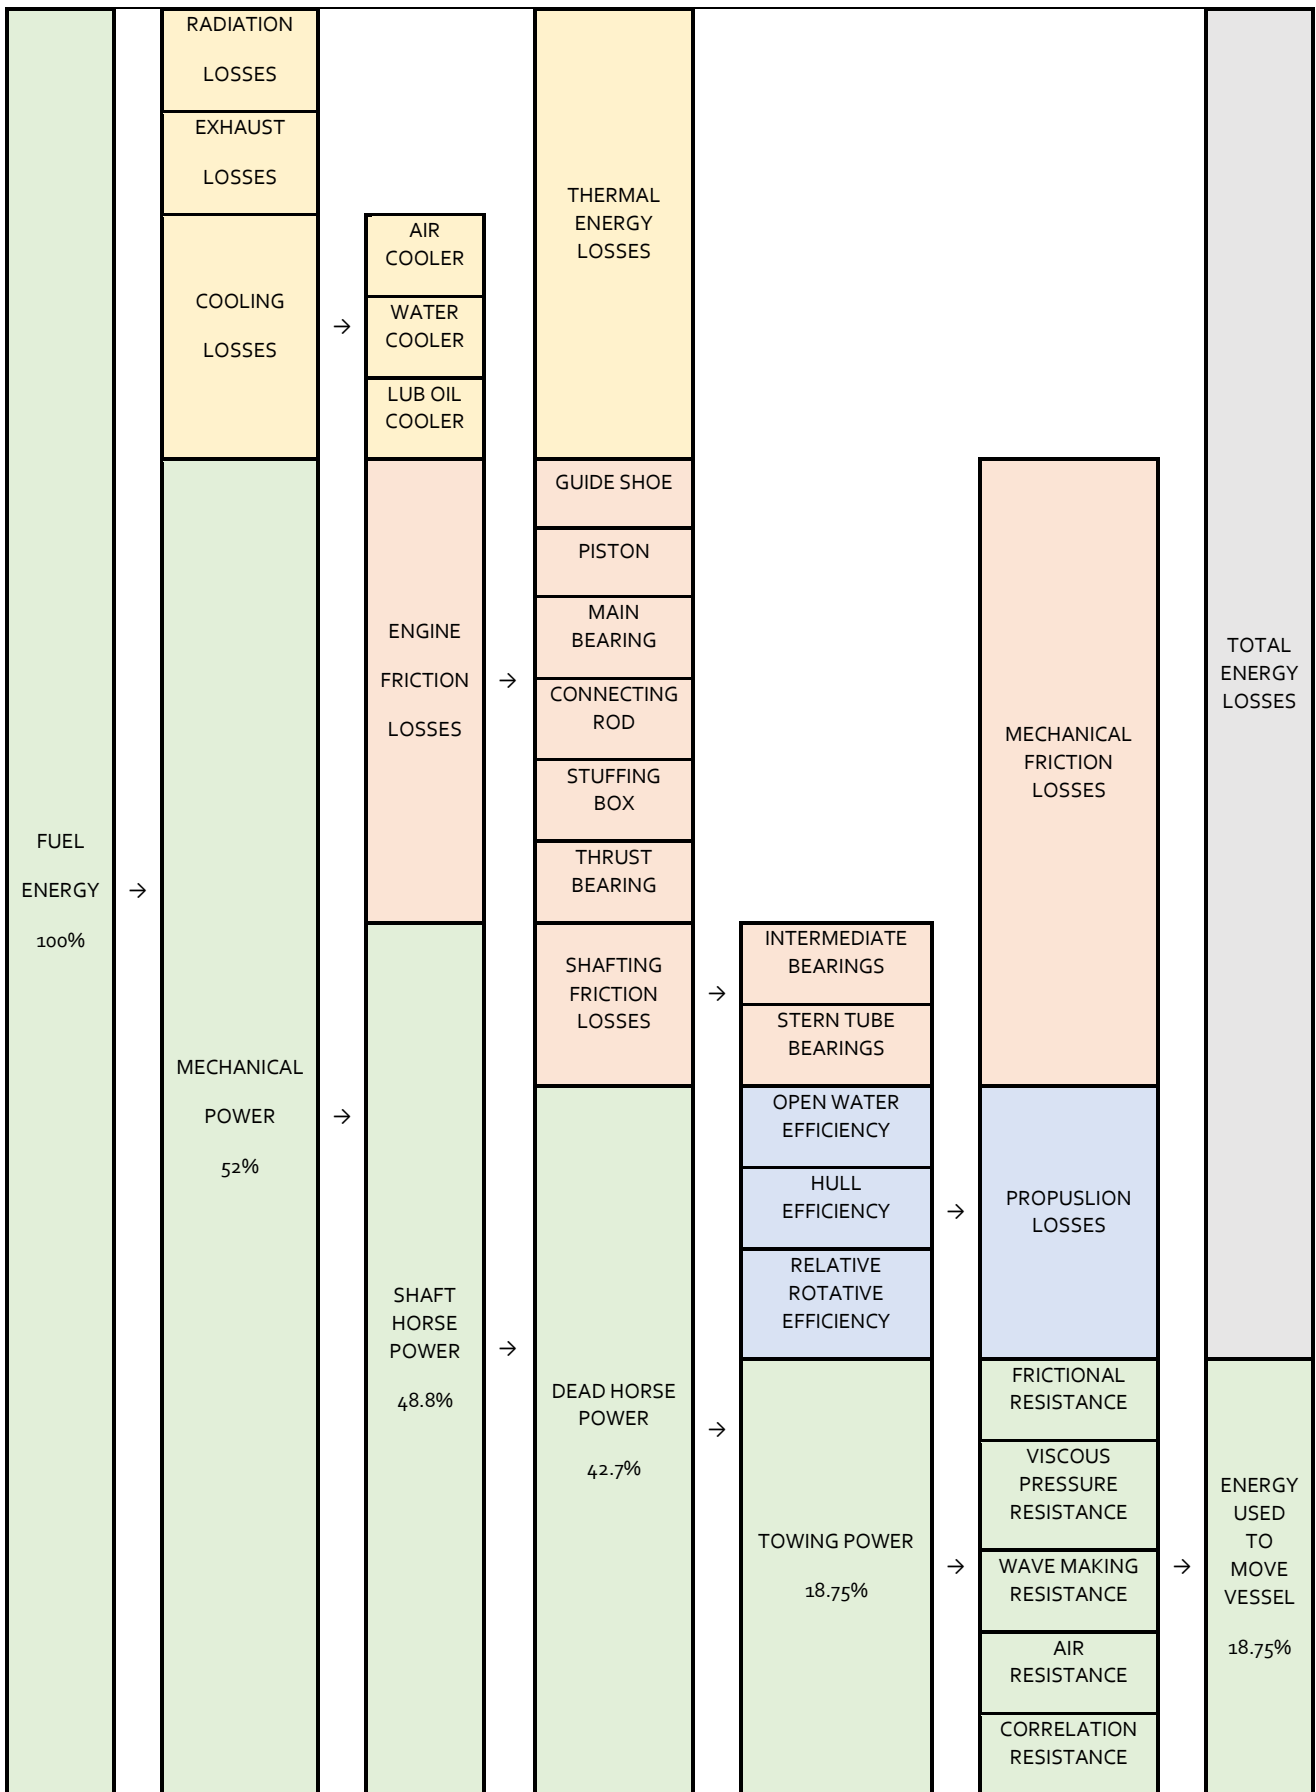 FUEL
ENERGY
100%
→
RADIATION
LOSSES
EXHAUST
LOSSES
COOLING
LOSSES
MECHANICAL
POWER
52%
→
→
AIR
COOLER
WATER
COOLER
LUB OIL
COOLER
ENGINE
FRICTION
LOSSES
SHAFT
HORSE
POWER
48.8%
→
→
THERMAL
ENERGY
LOSSES
GUIDE SHOE
PISTON
MAIN
BEARING
CONNECTING
ROD
STUFFING
BOX
THRUST
BEARING
SHAFTING
FRICTION
LOSSES
DEAD HORSE
POWER
42.7%
→
→
INTERMEDIATE
BEARINGS
STERN TUBE
BEARINGS
OPEN WATER
EFFICIENCY
HULL
EFFICIENCY
RELATIVE
ROTATIVE
EFFICIENCY
TOWING POWER
18.75%
→
→
MECHANICAL
FRICTION
LOSSES
PROPUSLION
LOSSES
FRICTIONAL
RESISTANCE
VISCOUS
PRESSURE
RESISTANCE
WAVE MAKING
RESISTANCE
AIR
RESISTANCE
CORRELATION
RESISTANCE
→
TOTAL
ENERGY
LOSSES
ENERGY
USED
TO
MOVE
VESSEL
18.75%